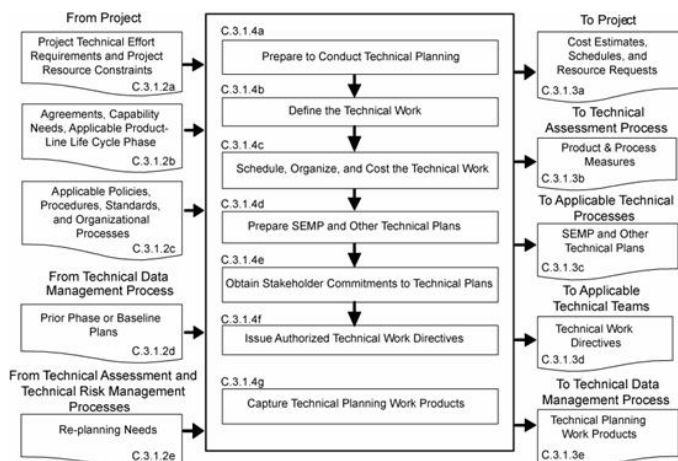 From Project
Project Technical Effort
Requirements and Project
Resource Constraints
C.3.1.2a
Agreements, Capability
Needs, Applicable Product-
Line Life Cycle Phase
C.3.1.2b
Applicable Policies,
Procedures, Standards,
and Organizational
Processes
C.3.1.2c
From Technical Data
Management Process
Prior Phase or Baseline
Plans
C.3.1.2d
From Technical Assessment and
Technical Risk Management
Processes
Re-planning Needs
C.3.1.2e
C.3.1.4a
Prepare to Conduct Technical Planning
C.3.1.4b
Define the Technical Work
C.3.1.4c
Schedule, Organize, and Cost the Technical Work
C.3.1.4d
Prepare SEMP and Other Technical Plans
C.3.1.4e
Obtain Stakeholder Commitments to Technical Plans
C.3.1.4f
Issue Authorized Technical Work Directives
C.3.1.4g
Capture Technical Planning Work Products
To Project
Cost Estimates,
Schedules, and
Resource Requests
C.3.1.3a
To Technical
Assessment Process
Product & Process
Measures
C.3.1.3b
To Applicable Technical
Processes
SEMP and Other
Technical Plans
C.3.1.3c
To Applicable
Technical Teams
Technical Work
Directives
C.3.1.3d
To Technical Data
Management Process
Technical Planning
Work Products
C.3.1.3e